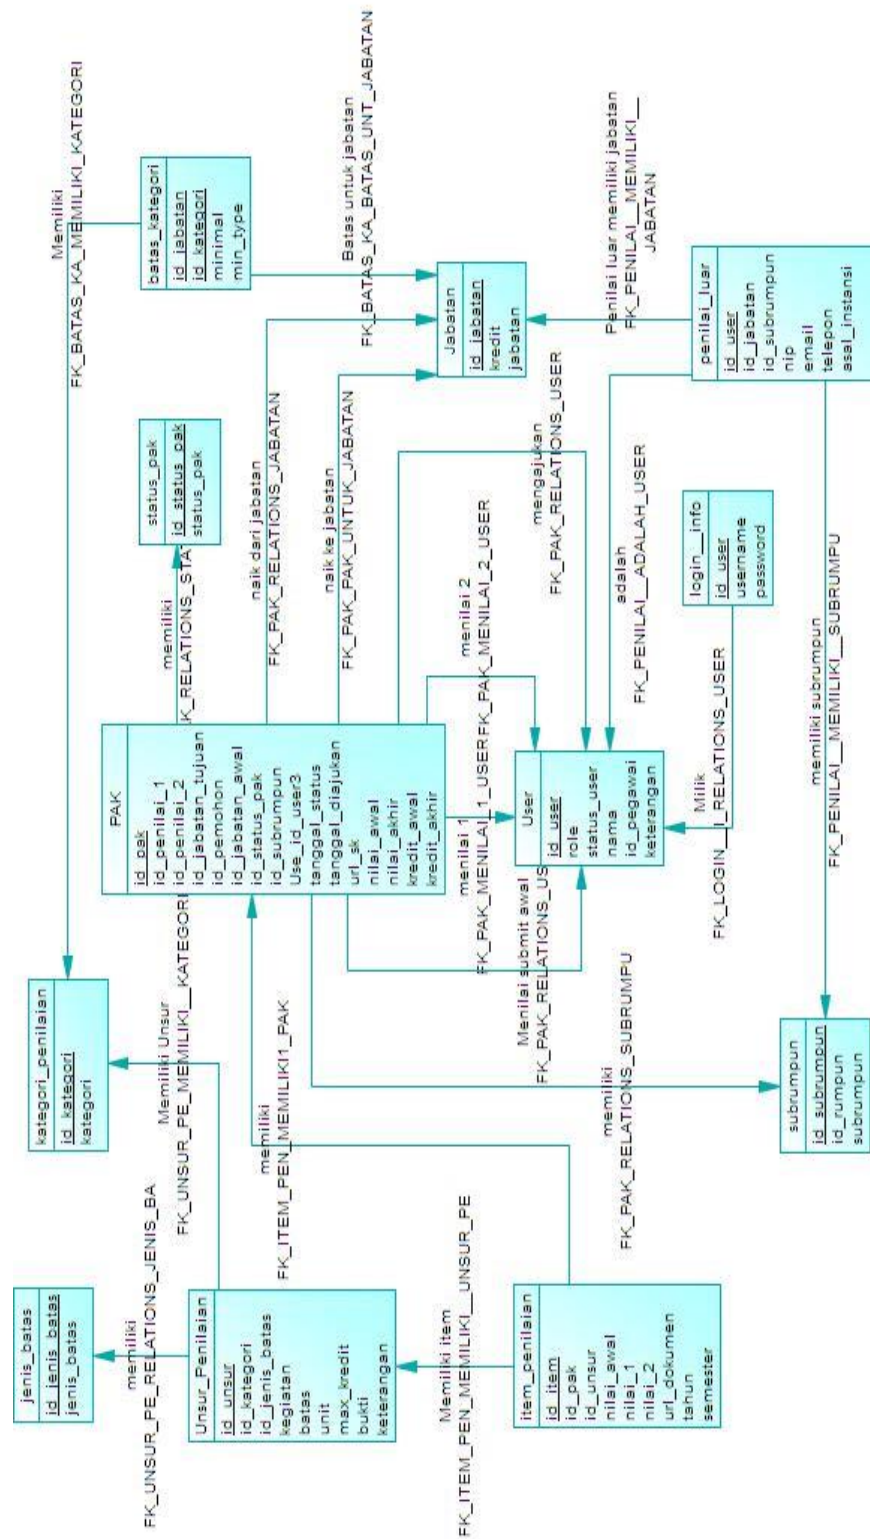 jenis_batas
id_jenis_batas
jenis_batas
memiliki
FK_UNSUR_PE_RELATIONS_JENIS_BA
Unsur_Penilaian
id_unsur
id_kategori
id_jenis_batas
kegiatan
batas
unit
max_kredit
bukti
keterangan
Memiliki item
FK_ITEM_PEN_MEMILIKI__UNSUR_PE
item_penilaian
id_item
id_pak
id_unsur
nilai_awal
nilai_1
nilai_2
url_dokumen
tahun
semester
kategori_penilaian
id_kategori
kategori
Memiliki Unsur
FK_UNSUR_PE_MEMILIKI__KATEGORI
memiliki
FK_ITEM_PEN_MEMILIKI1_PAK
memiliki
FK_PAK_RELATIONS_SUBRUMPU
subrumpun
id_subrumpun
id_rumpun
subrumpun
PAK
id_pak
id_penilai_1
id_penilai_2
id_jabatan_tujuan
id_pemohon
id_jabatan_awal
id_status_pak
id_subrumpun
Use_id_user3
tanggal_status
tanggal_diajukan
url_sk
nilai_awal
nilai_akhir
kredit_awal
kredit_akhir
Menilai submit awal
FK_PAK_RELATIONS_US
menilai 1
FK_PAK_MENILAI_1_USER
menilai 2
FK_PAK_MENILAI_2_USER
mengajukan
FK_PAK_RELATIONS_USER
User
id_user
role
status_user
nama
id_pegawai
keterangan
Milik
FK_LOGIN__I_RELATIONS_USER
login__info
id_user
username
password
adalah
FK_PENILAI__ADALAH_USER
memiliki subrumpun
FK_PENILAI__MEMILIKI__SUBRUMPU
memiliki
K_RELATIONS_STA
status_pak
id_status_pak
status_pak
naik dari jabatan
FK_PAK_RELATIONS_JABATAN
naik ke jabatan
FK_PAK_PAK_UNTUK_JABATAN
Memiliki
FK_BATAS_KA_MEMILIKI_KATEGORI
batas_kategori
id_jabatan
id_kategori
minimal
min_type
Batas untuk jabatan
FK_BATAS_KA_BATAS_UNT_JABATAN
Jabatan
id_jabatan
kredit
jabatan
Penilai luar memiliki jabatan
FK_PENILAI__MEMILIKI__
JABATAN
penilai_luar
id_user
id_jabatan
id_subrumpun
nip
email
telepon
asal_instansi